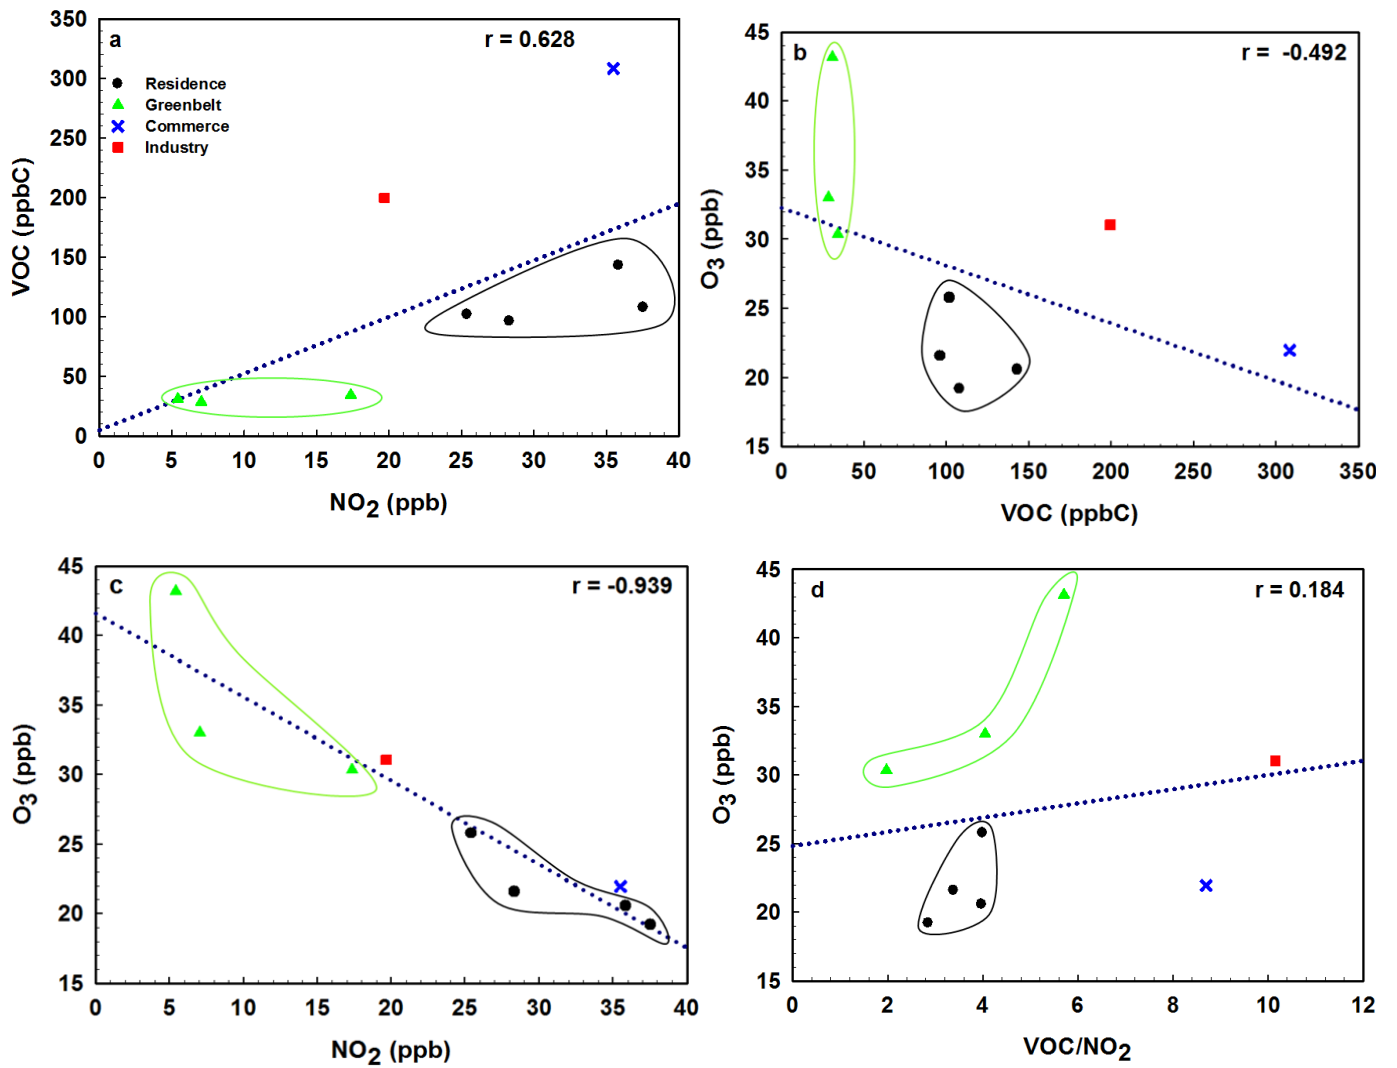 a
r = 0.628
Residence
Greenbelt
Commerce
Industry
350
300
250
200
150
100
50
0
VOC (ppbC)
0 5 10 15 20 25 30 35 40
NO2 (ppb)
b
r = -0.492
45
40
35
30
25
20
15
O3 (ppb)
0 50 100 150 200 250 300 350
VOC (ppbC)
c
r = -0.939
45
40
35
30
25
20
15
O3 (ppb)
0 5 10 15 20 25 30 35 40
NO2 (ppb)
d
r = 0.184
45
40
35
30
25
20
15
O3 (ppb)
0 2 4 6 8 10 12
VOC/NO2